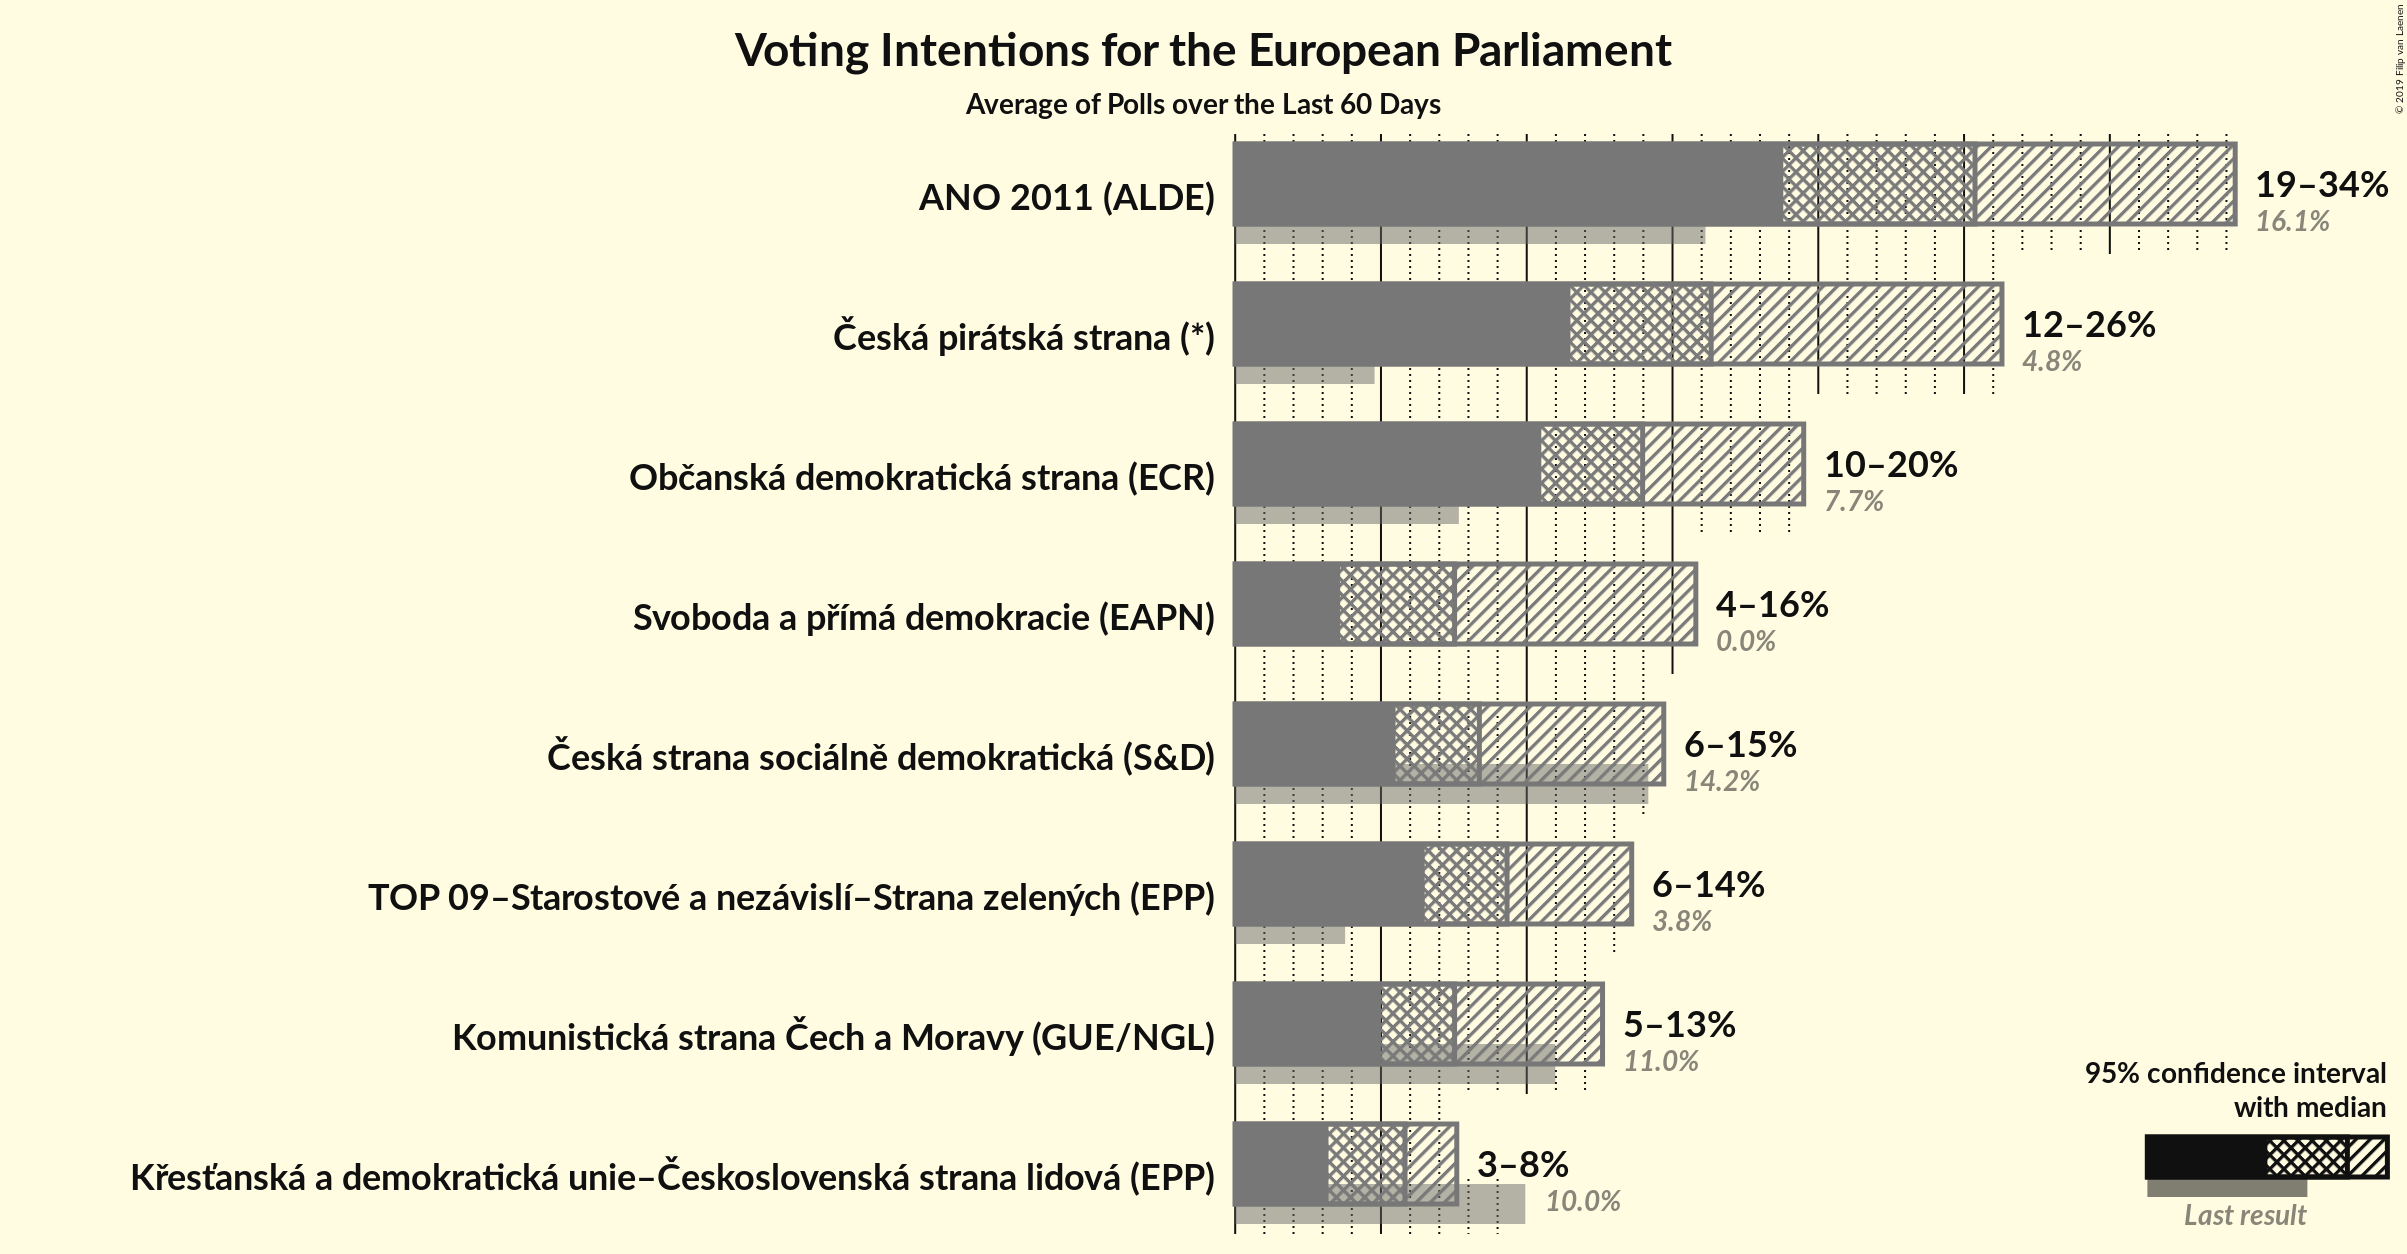 Voting Intentions for the European Parliament
Average of Polls over the Last 60 Days
© 2019 Filip van Laenen
ANO 2011 (ALDE)
19–34%
16.1%
Česká pirátská strana (*)
12–26%
4.8%
Občanská demokratická strana (ECR)
10–20%
7.7%
Svoboda a přímá demokracie (EAPN)
4–16%
0.0%
Česká strana sociálně demokratická (S&D)
6–15%
14.2%
TOP 09–Starostové a nezávislí–Strana zelených (EPP)
6–14%
3.8%
Komunistická strana Čech a Moravy (GUE/NGL)
5–13%
11.0%
Křesťanská a demokratická unie–Československá strana lidová (EPP)
3–8%
10.0%
95% confidence interval
with median
Last result